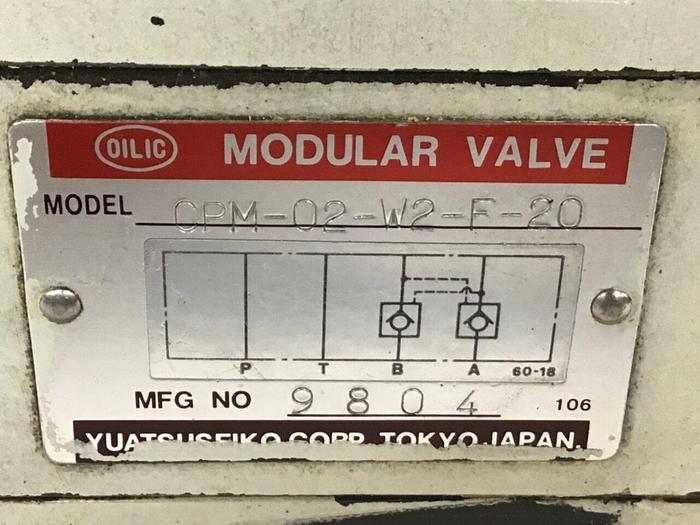 OILIC MODULAR VALVE
MODEL CPM-02-W2-F-20
P T B A 60-18
MFG NO 9804 106
YUATSUSEIKO CORP. TOKYO JAPAN.